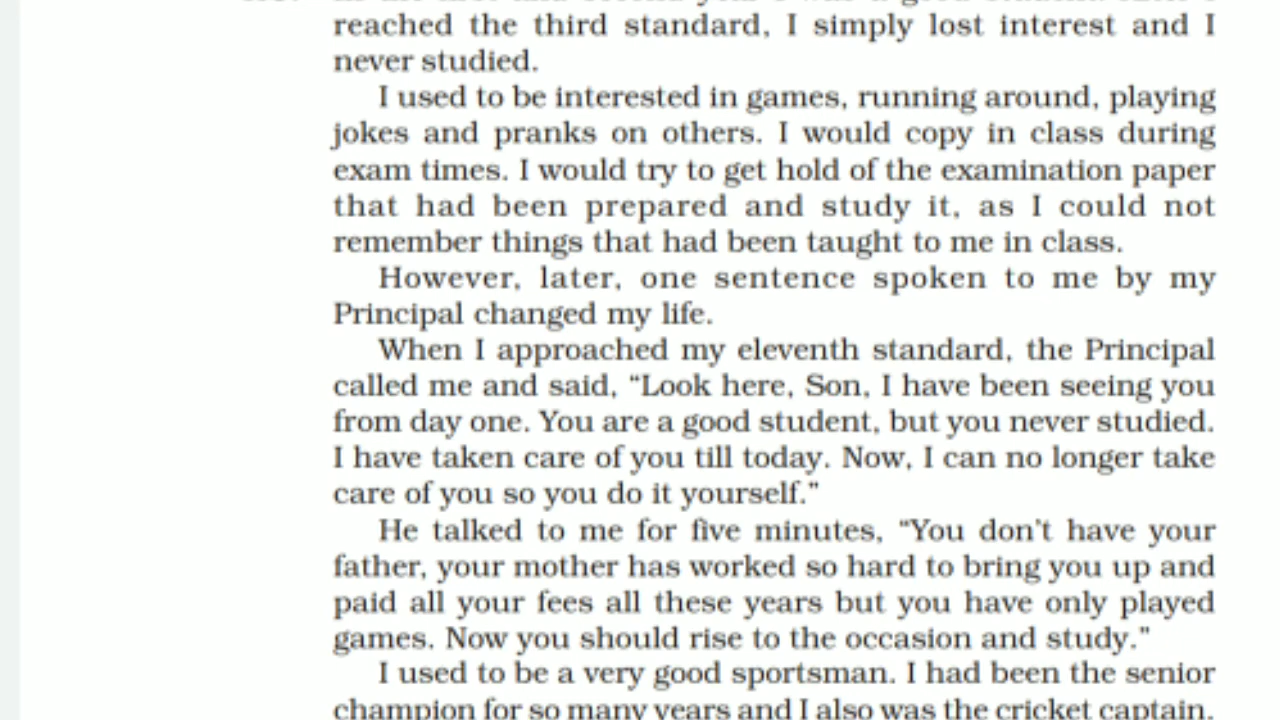 reached the third standard, I simply lost interest and I
never studied.
I used to be interested in games, running around, playing
jokes and pranks on others. I would copy in class during
exam times. I would try to get hold of the examination paper
that had been prepared and study it, as I could not
remember things that had been taught to me in class.
However, later, one sentence spoken to me by my
Principal changed my life.
When I approached my eleventh standard, the Principal
called me and said, “Look here, Son, I have been seeing you
from day one. You are a good student, but you never studied.
I have taken care of you till today. Now, I can no longer take
care of you so you do it yourself.”
He talked to me for five minutes, “You don't have your
father, your mother has worked so hard to bring you up and
paid all your fees all these years but you have only played
games. Now you should rise to the occasion and study.”
I used to be a very good sportsman. I had been the senior
champion for so many years and I also was the cricket captain.